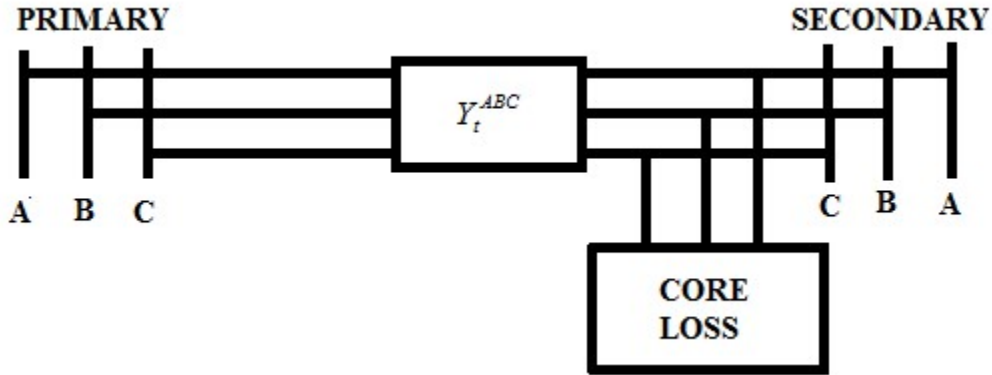 PRIMARY
SECONDARY
Y_t^{ABC}
A B C
C B A
CORE
LOSS